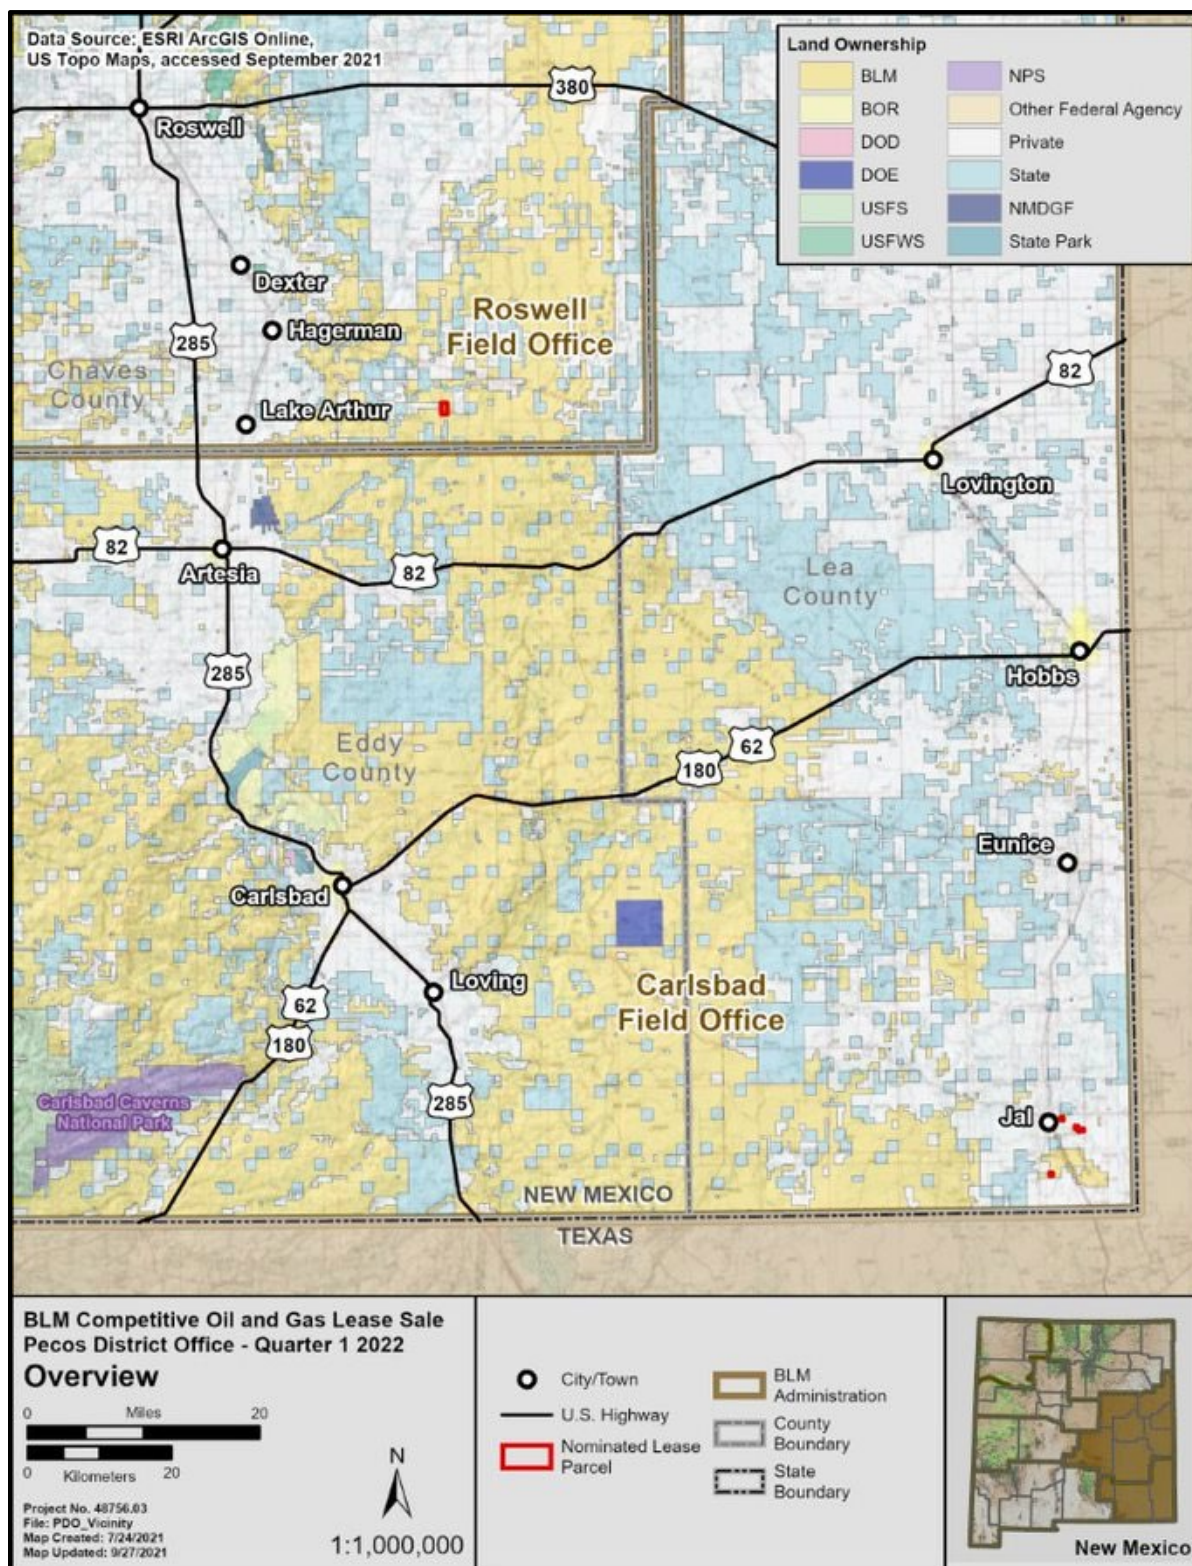 Data Source: ESRI ArcGIS Online,
US Topo Maps, accessed September 2021
Land Ownership
BLM
BOR
DOD
DOE
USFS
USFWS
NPS
Other Federal Agency
Private
State
NMDGF
State Park
380
Roswell
Dexter
Hagerman
Roswell
Field Office
285
Chaves
County
82
Lake Arthur
Lovington
82
Artesia
82
Lea
County
285
Hobbs
Eddy
County
62
180
Eunice
Carlsbad
Loving
Carlsbad
Field Office
62
180
285
Carlsbad Caverns
National Park
Jal
NEW MEXICO
TEXAS
BLM Competitive Oil and Gas Lease Sale
Pecos District Office - Quarter 1 2022
Overview
0 Miles 20
0 Kilometers 20
Project No. 48756.03
File: PDO_Vicinity
Map Created: 7/24/2021
Map Updated: 9/27/2021
N
1:1,000,000
City/Town
U.S. Highway
Nominated Lease
Parcel
BLM
Administration
County
Boundary
State
Boundary
New Mexico